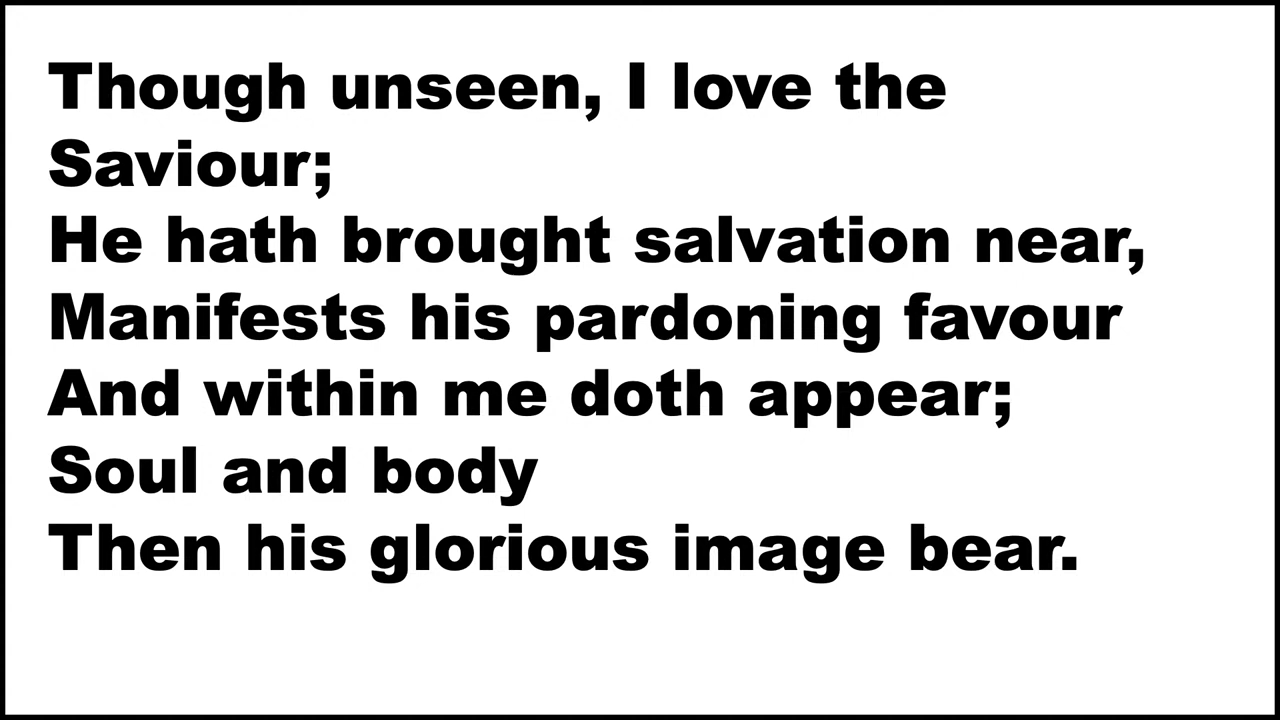 Though unseen, I love the
Saviour;
He hath brought salvation near,
Manifests his pardoning favour
And within me doth appear;
Soul and body
Then his glorious image bear.